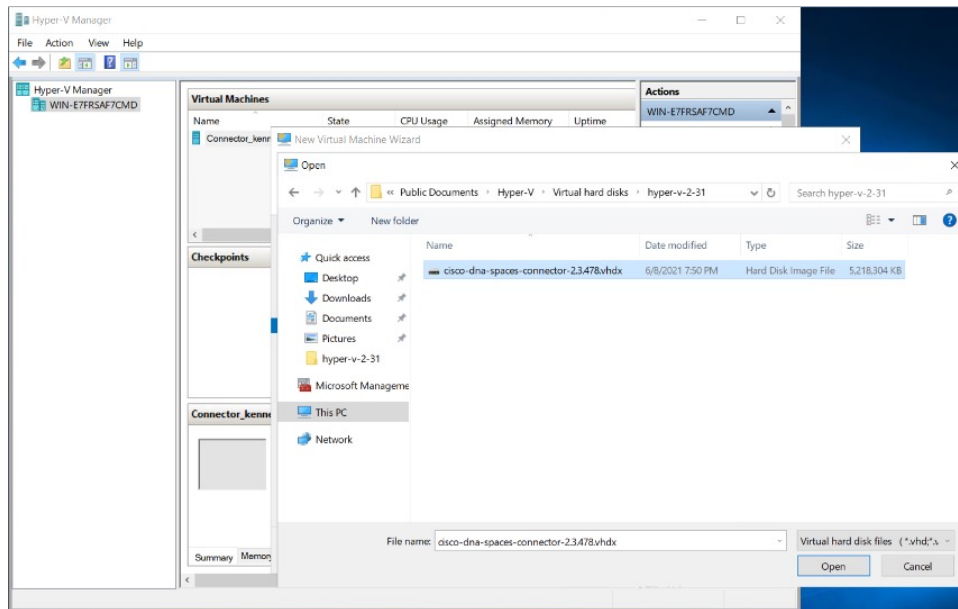 Hyper-V Manager
File Action View Help
Hyper-V Manager
WIN-E7FRSAF7CMD
Virtual Machines
Name State CPU Usage Assigned Memory Uptime
Connector_kenn
Actions
WIN-E7FRSAF7CMD
New Virtual Machine Wizard
Open
« Public Documents › Hyper-V › Virtual hard disks › hyper-v-2-31
Search hyper-v-2-31
Organize New folder
Name Date modified Type Size
cisco-dna-spaces-connector-2.3.478.vhdx 6/8/2021 7:50 PM Hard Disk Image File 5,218,304 KB
Quick access
Desktop
Downloads
Documents
Pictures
hyper-v-2-31
Microsoft Manageme
This PC
Network
Checkpoints
Connector_kenne
Summary Memory
File name: cisco-dna-spaces-connector-2.3.478.vhdx
Virtual hard disk files (*.vhd;*.v
Open Cancel